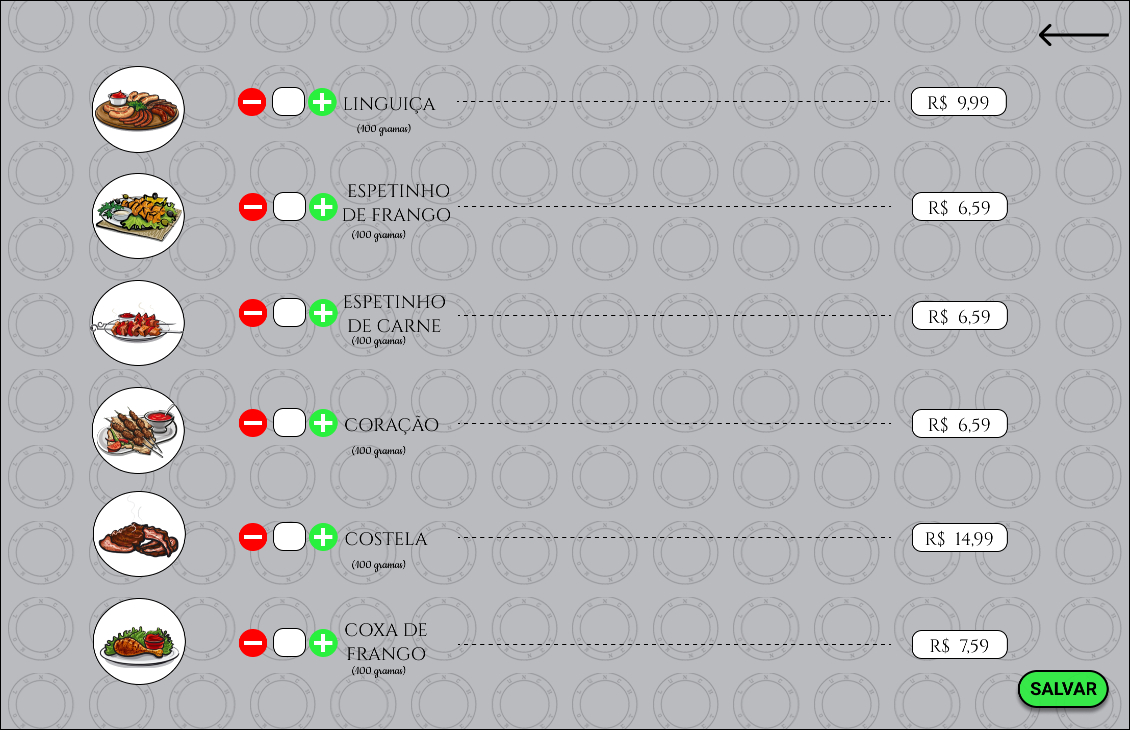 LINGUIÇA
(100 gramas)
R$ 9,99
ESPETINHO
DE FRANGO
(100 gramas)
R$ 6,59
ESPETINHO
DE CARNE
(100 gramas)
R$ 6,59
CORAÇÃO
(100 gramas)
R$ 6,59
COSTELA
(100 gramas)
R$ 14,99
COXA DE
FRANGO
(100 gramas)
R$ 7,59
SALVAR